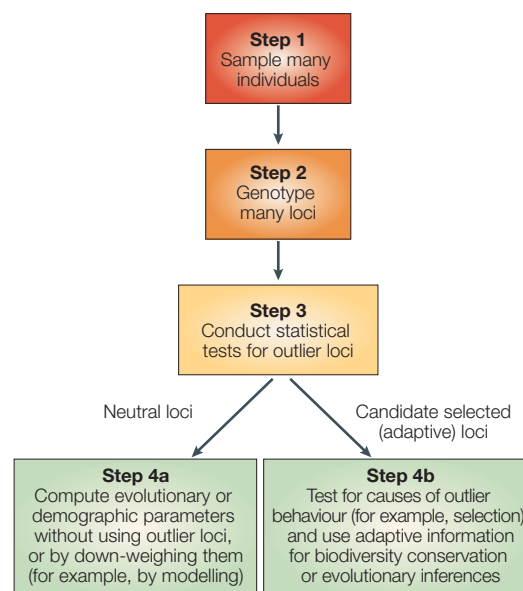 Step 1
Sample many
individuals
Step 2
Genotype
many loci
Step 3
Conduct statistical
tests for outlier loci
Neutral loci
Candidate selected
(adaptive) loci
Step 4a
Compute evolutionary or
demographic parameters
without using outlier loci,
or by down-weighing them
(for example, by modelling)
Step 4b
Test for causes of outlier
behaviour (for example, selection)
and use adaptive information
for biodiversity conservation
or evolutionary inferences